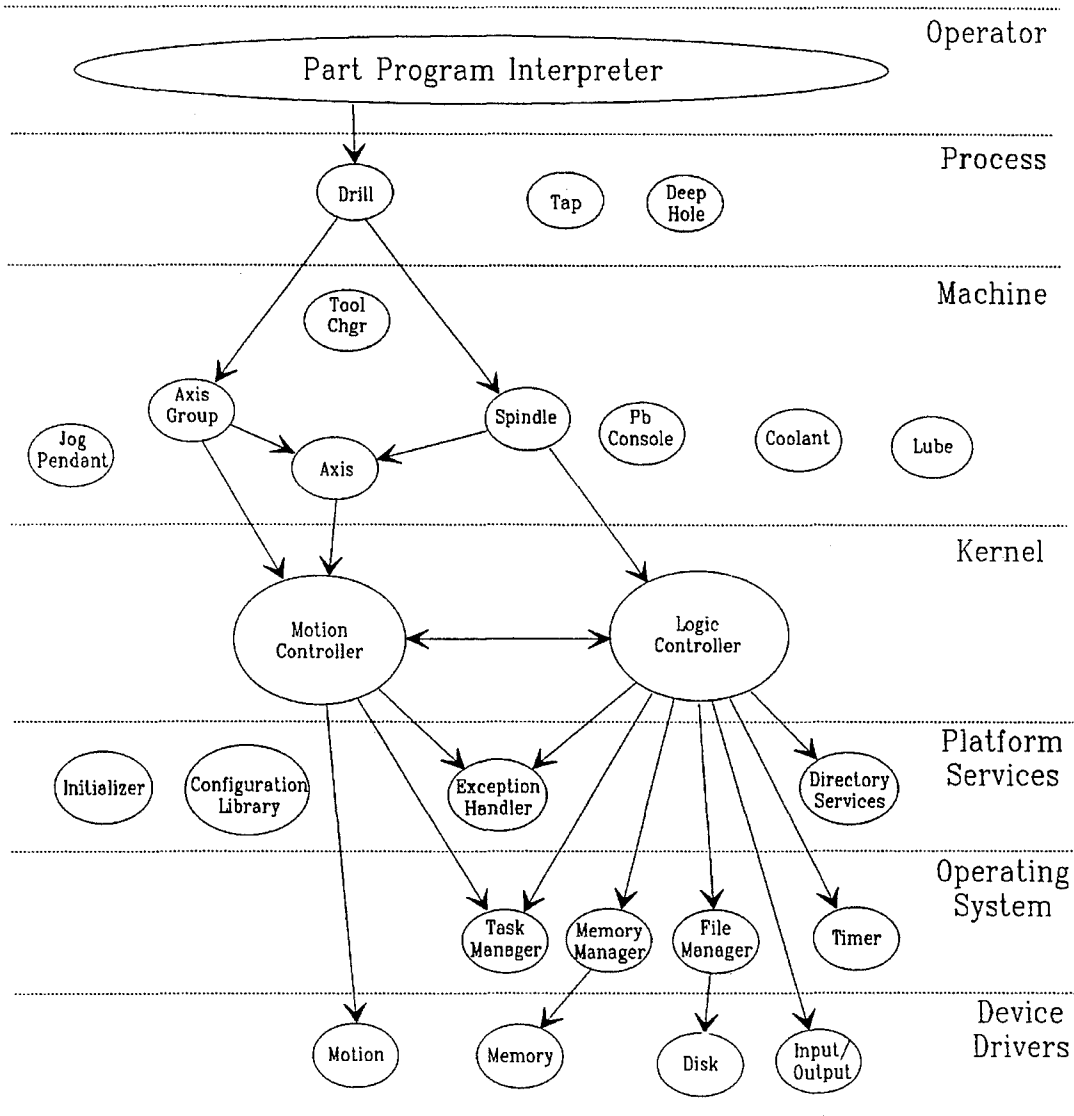 Operator
Part Program Interpreter
Process
Drill
Tap
Deep
Hole
Machine
Tool
Chgr
Axis
Group
Spindle
Pb
Console
Jog
Pendant
Axis
Coolant
Lube
Kernel
Motion
Controller
Logic
Controller
Platform
Services
Initializer
Configuration
Library
Exception
Handler
Directory
Services
Operating
System
Task
Manager
Memory
Manager
File
Manager
Timer
Device
Drivers
Motion
Memory
Disk
Input/
Output